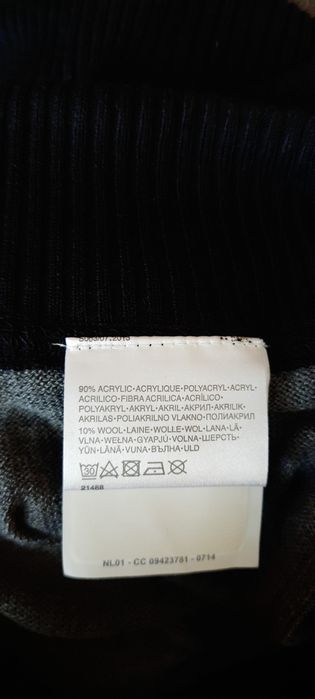 90% ACRYLIC•ACRYLIQUE•POLYACRYL•ACRYL•
ACRILICO•FIBRA ACRILICA•ACRÍLICO•
POLYAKRYL•AKRYL•AKRIL•АКРИЛ•AKRILIK•
AKRILAS•POLIAKRILNO VLAKNO•ПОЛИАКРИЛ
10% WOOL•LAINE•WOLLE•WOL•LANA•LÃ•
VLNA•WEŁNA•GYAPJÚ•VOLNA•ШЕРСТЬ•
YÜN•LÂNĂ•VUNA•ВЪЛНА•ULD
30
21468
NL01 - CC 09423781 - 0714